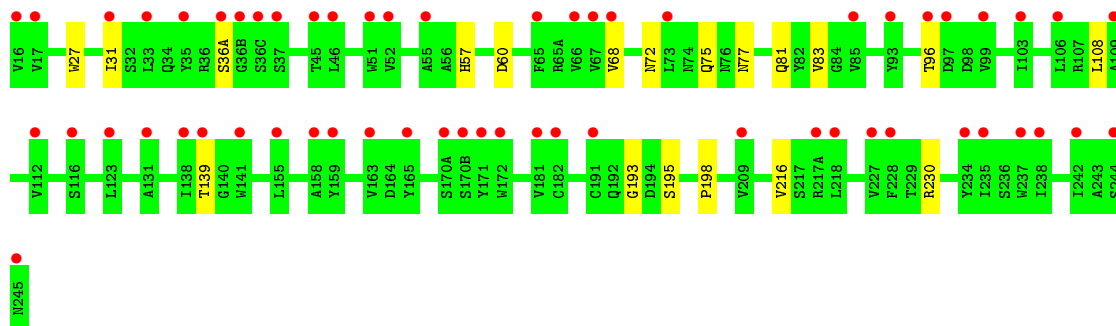 V16 V17 W27 I31 S32 L33 Q34 Y35 R36 S36A G36B S36C S37 T45 L46 W51 V52 A55 A56 H57 D60 F65 R65A V66 V67 V68 N72 L73 N74 Q75 N76 N77 Q81 Y82 V83 G84 V85 Y93 T96 D97 D98 V99 I103 L106 R107 L108 A109
V112 S116 L123 A131 I138 T139 G140 W141 L155 A158 Y159 V163 D164 Y165 S170A S170B Y171 W172 V181 C182 C191 Q192 G193 D194 S195 P198 V209 V216 S217 R217A L218 V227 F228 T229 R230 Y234 I235 S236 W237 I238 I242 A243 S244
N245